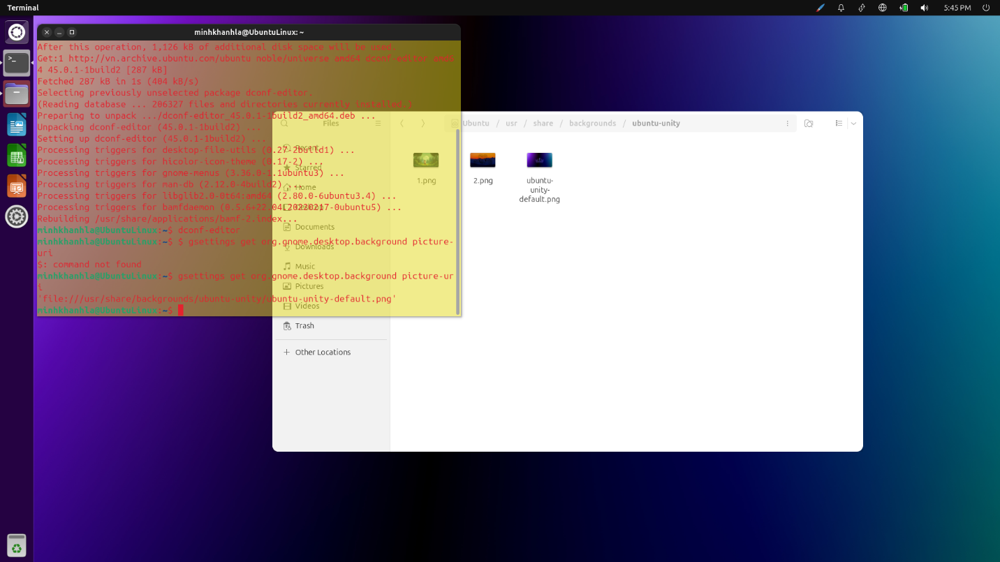 Terminal
5:45 PM
minhkhanhla@UbuntuLinux: ~
After this operation, 1,126 kB of additional disk space will be used.
Get:1 http://vn.archive.ubuntu.com/ubuntu noble/universe amd64 dconf-editor amd6
4 45.0.1-1build2 [287 kB]
Fetched 287 kB in 1s (404 kB/s)
Selecting previously unselected package dconf-editor.
(Reading database ... 206327 files and directories currently installed.)
Preparing to unpack .../dconf-editor_45.0.1-1build2_amd64.deb ...
Unpacking dconf-editor (45.0.1-1build2) ...
Setting up dconf-editor (45.0.1-1build2) ...
Processing triggers for desktop-file-utils (0.27-2build1) ...
Processing triggers for hicolor-icon-theme (0.17-2) ...
Processing triggers for gnome-menus (3.36.0-1.1ubuntu3) ...
Processing triggers for man-db (2.12.0-4build2) ...
Processing triggers for libglib2.0-0t64:amd64 (2.80.0-6ubuntu3.4) ...
Processing triggers for bamfdaemon (0.5.6+22.04.20220217-0ubuntu5) ...
Rebuilding /usr/share/applications/bamf-2.index...
minhkhanhla@UbuntuLinux:~$ dconf-editor
minhkhanhla@UbuntuLinux:~$ $ gsettings get org.gnome.desktop.background picture-
uri
$: command not found
minhkhanhla@UbuntuLinux:~$ gsettings get org.gnome.desktop.background picture-ur
i
'file:///usr/share/backgrounds/ubuntu-unity/ubuntu-unity-default.png'
minhkhanhla@UbuntuLinux:~$
Files
Ubuntu / usr / share / backgrounds / ubuntu-unity
Recent
Starred
Home
Documents
Downloads
Music
Pictures
Videos
Trash
Other Locations
1.png
2.png
ubuntu-
unity-
default.png